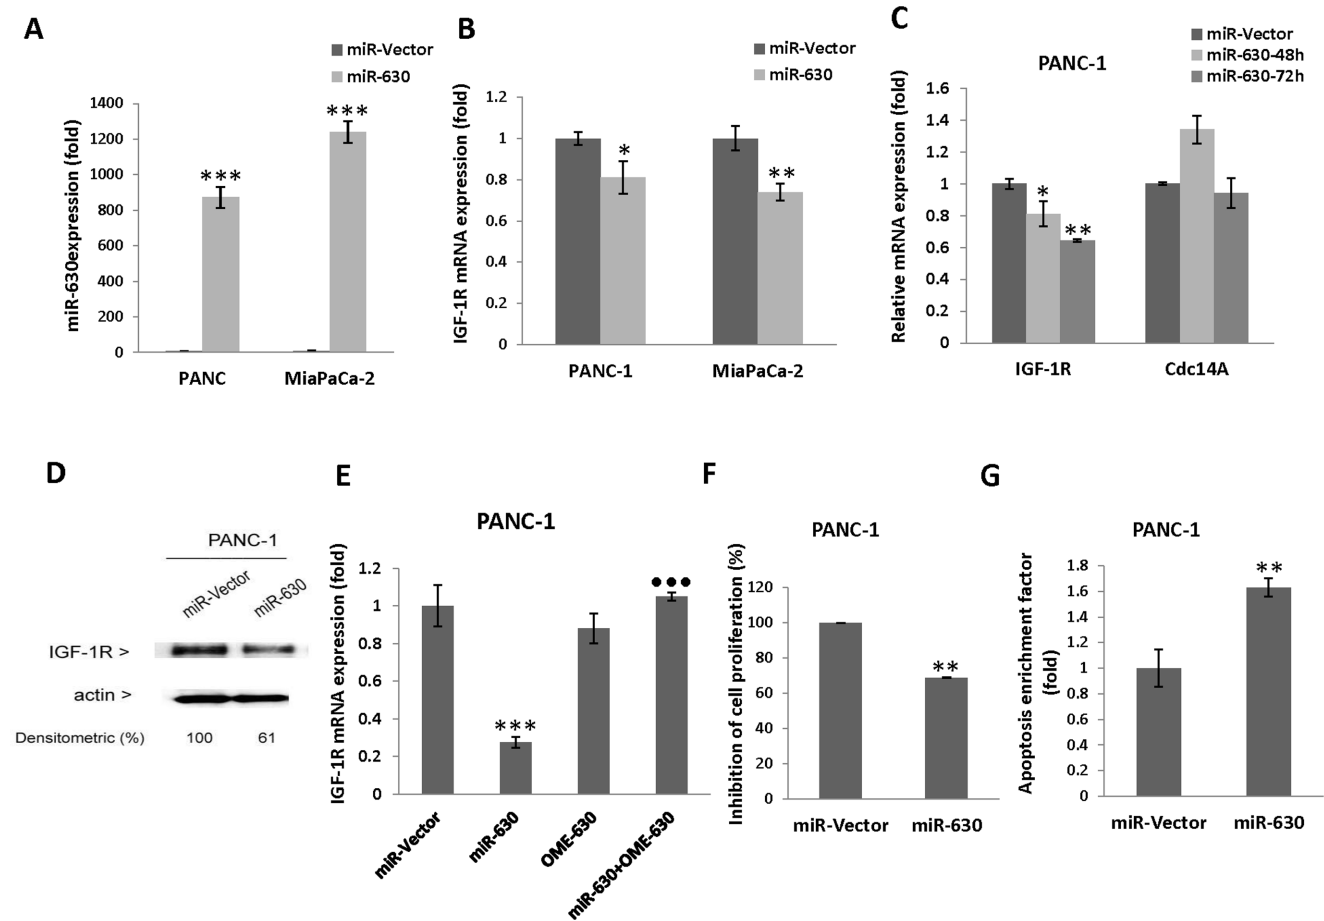 A
miR-Vector
miR-630
miR-630expression (fold)
1400
1200
1000
800
600
400
200
0
***
***
PANC
MiaPaCa-2
B
miR-Vector
miR-630
IGF-1R mRNA expression (fold)
1.2
1
0.8
0.6
0.4
0.2
0
*
**
PANC-1
MiaPaCa-2
C
miR-Vector
miR-630-48h
miR-630-72h
PANC-1
Relative mRNA expression (fold)
1.6
1.4
1.2
1
0.8
0.6
0.4
0.2
0
*
**
IGF-1R
Cdc14A
D
PANC-1
miR-Vector
miR-630
IGF-1R >
actin >
Densitometric (%)
100
61
E
PANC-1
IGF-1R mRNA expression (fold)
1.2
1
0.8
0.6
0.4
0.2
0
***
●●●
miR-Vector
miR-630
OME-630
miR-630+OME-630
F
PANC-1
Inhibition of cell proliferation (%)
120
100
80
60
40
20
0
**
miR-Vector
miR-630
G
PANC-1
Apoptosis enrichment factor
(fold)
1.8
1.6
1.4
1.2
1
0.8
0.6
0.4
0.2
0
**
miR-Vector
miR-630